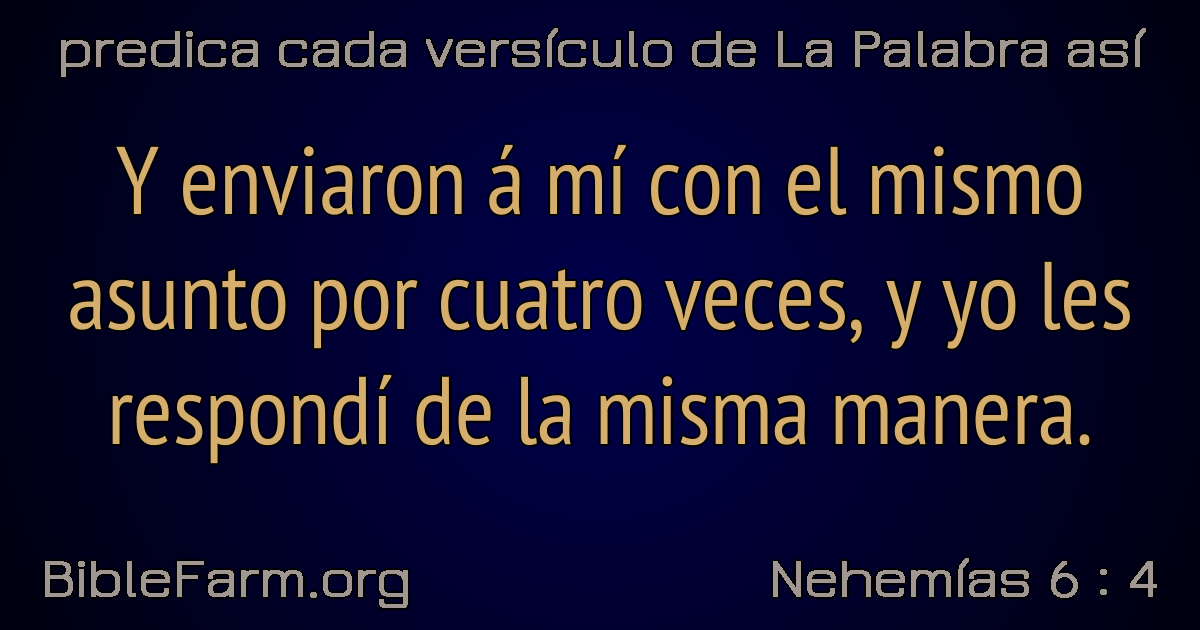 predica cada versículo de La Palabra así
Y enviaron á mí con el mismo
asunto por cuatro veces, y yo les
respondí de la misma manera.
BibleFarm.org
Nehemías 6 : 4